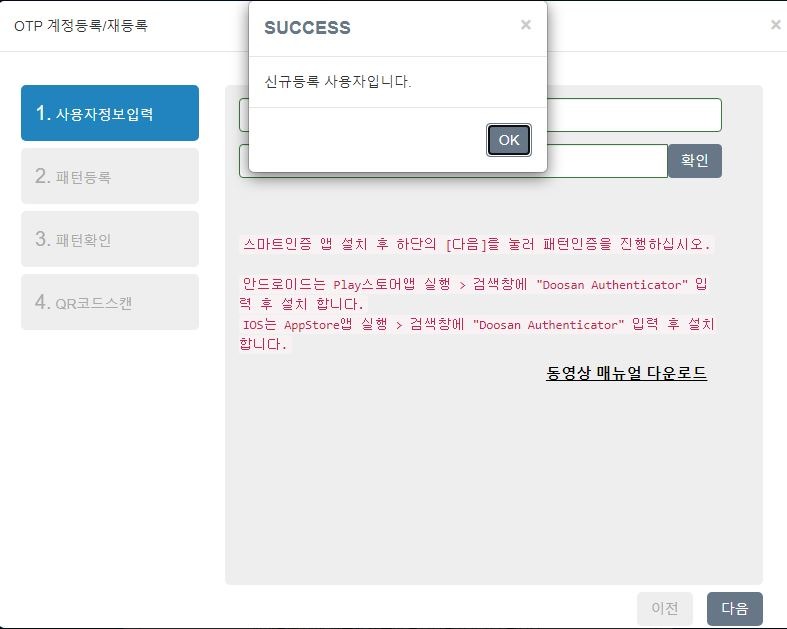 OTP 계정등록/재등록
×
SUCCESS
×
신규등록 사용자입니다.
OK
1. 사용자정보입력
2. 패턴등록
3. 패턴확인
4. QR코드스캔
확인
스마트인증 앱 설치 후 하단의 [다음]를 눌러 패턴인증을 진행하십시오.
안드로이드는 Play스토어앱 실행 > 검색창에 "Doosan Authenticator" 입
력 후 설치 합니다.
IOS는 AppStore앱 실행 > 검색창에 "Doosan Authenticator" 입력 후 설치
합니다.
동영상 매뉴얼 다운로드
이전
다음